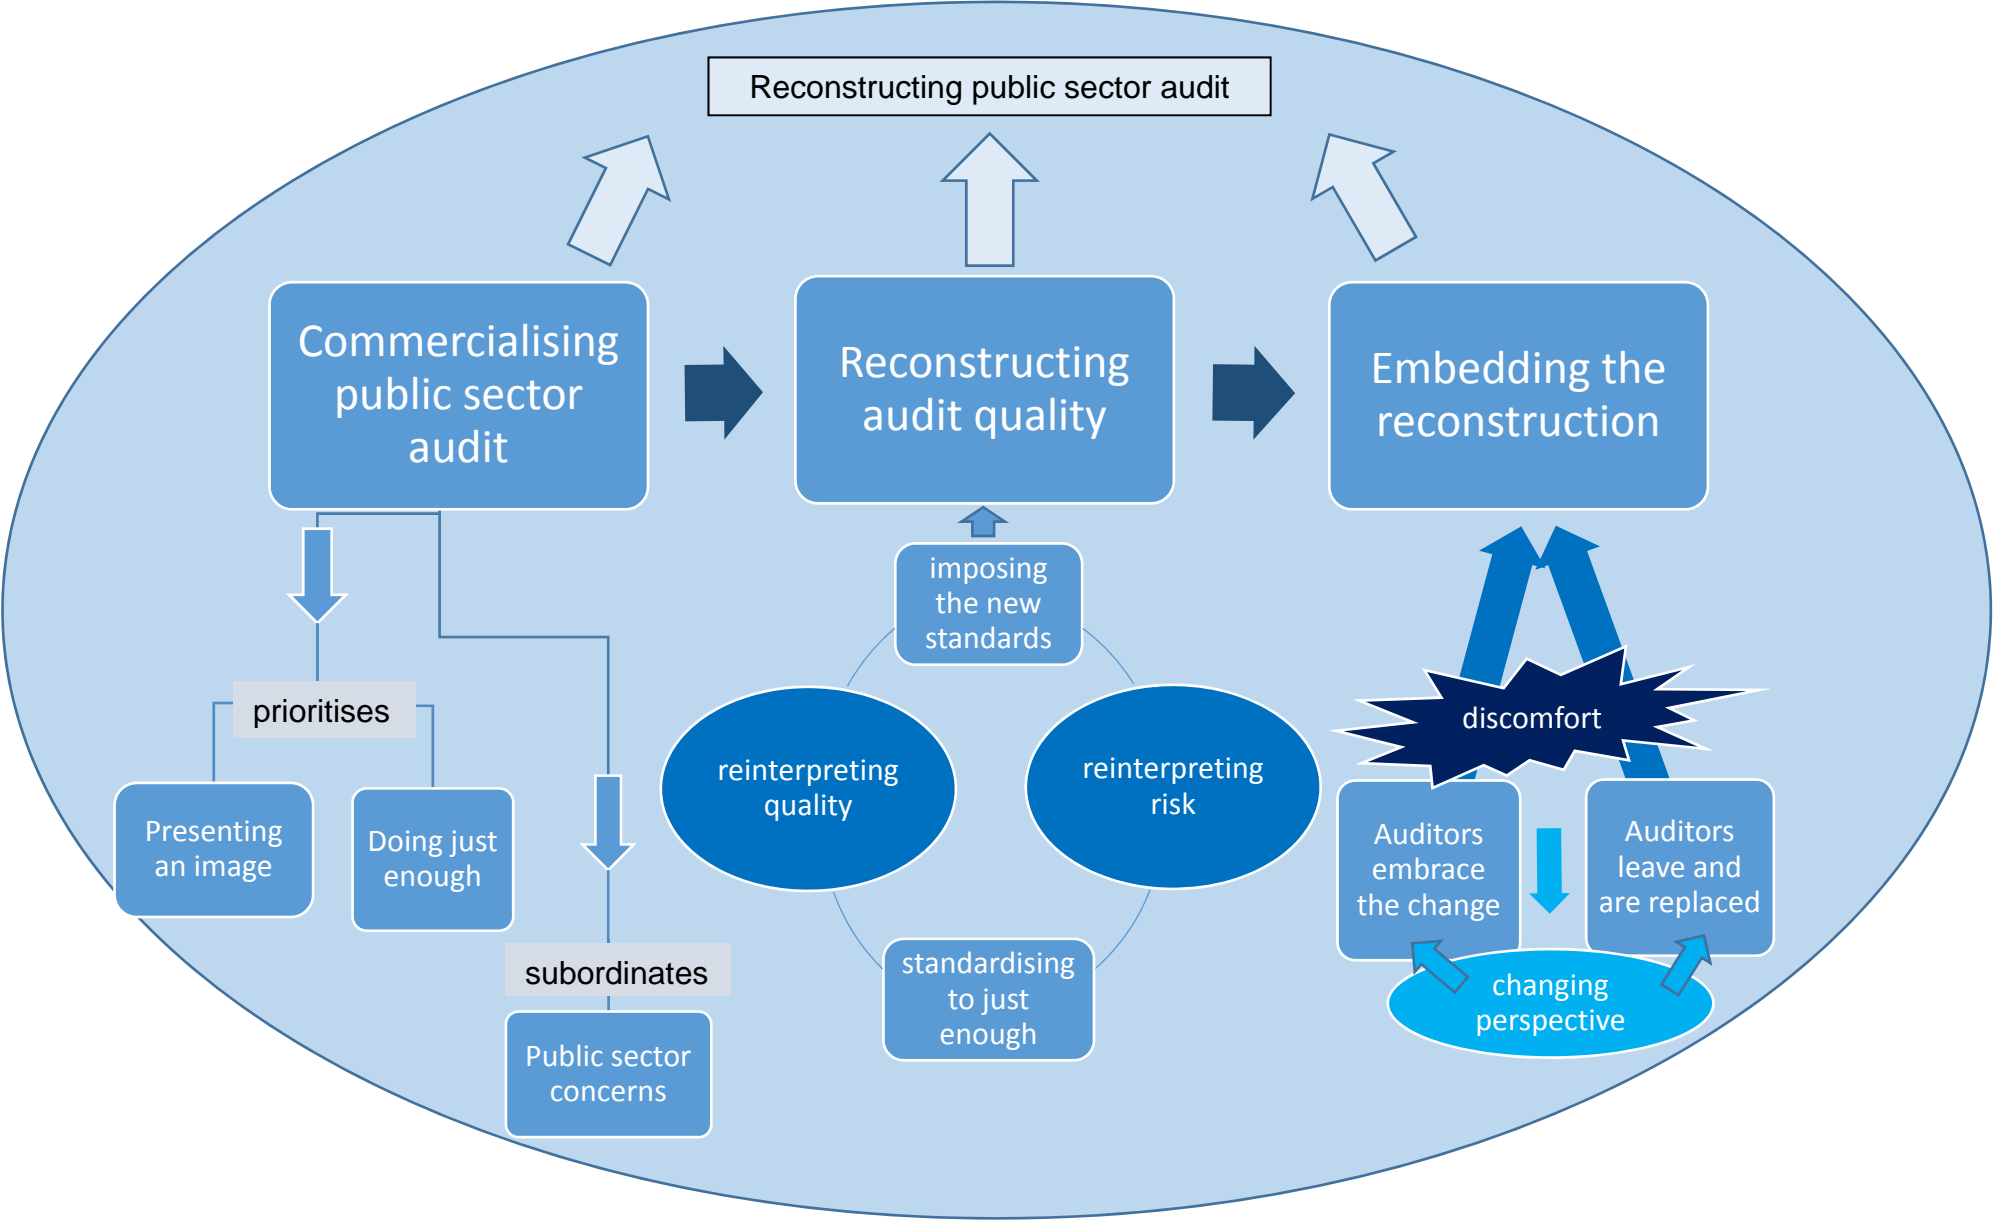 Reconstructing public sector audit
Commercialising
public sector
audit
Reconstructing
audit quality
Embedding the
reconstruction
prioritises
Presenting
an image
Doing just
enough
subordinates
Public sector
concerns
imposing
the new
standards
reinterpreting
quality
reinterpreting
risk
standardising
to just
enough
discomfort
Auditors
embrace
the change
Auditors
leave and
are replaced
changing
perspective